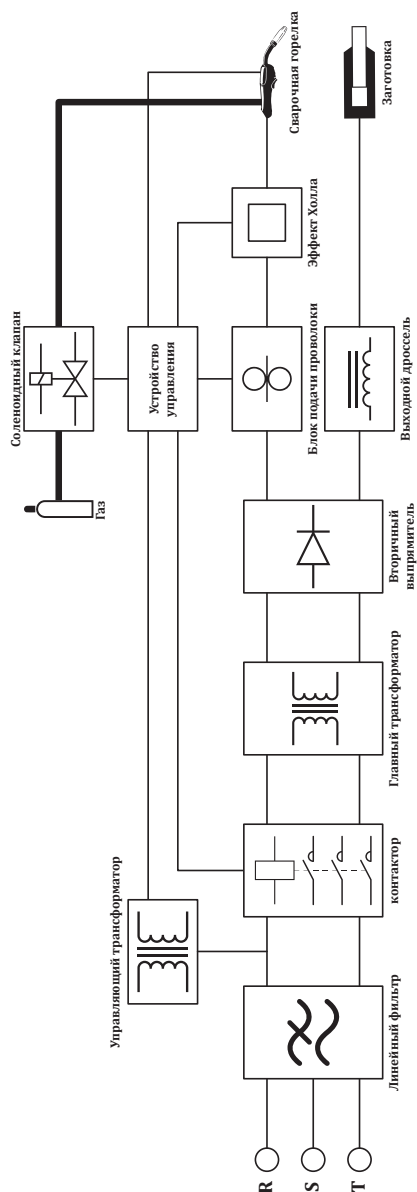 R
S
T
Линейный фильтр
Управляющий трансформатор
контактор
Главный трансформатор
Вторичный
выпрямитель
Газ
Соленоидный клапан
Устройство
управления
Блок подачи проволоки
Выходной дроссель
Эффект Холла
Сварочная горелка
Заготовка